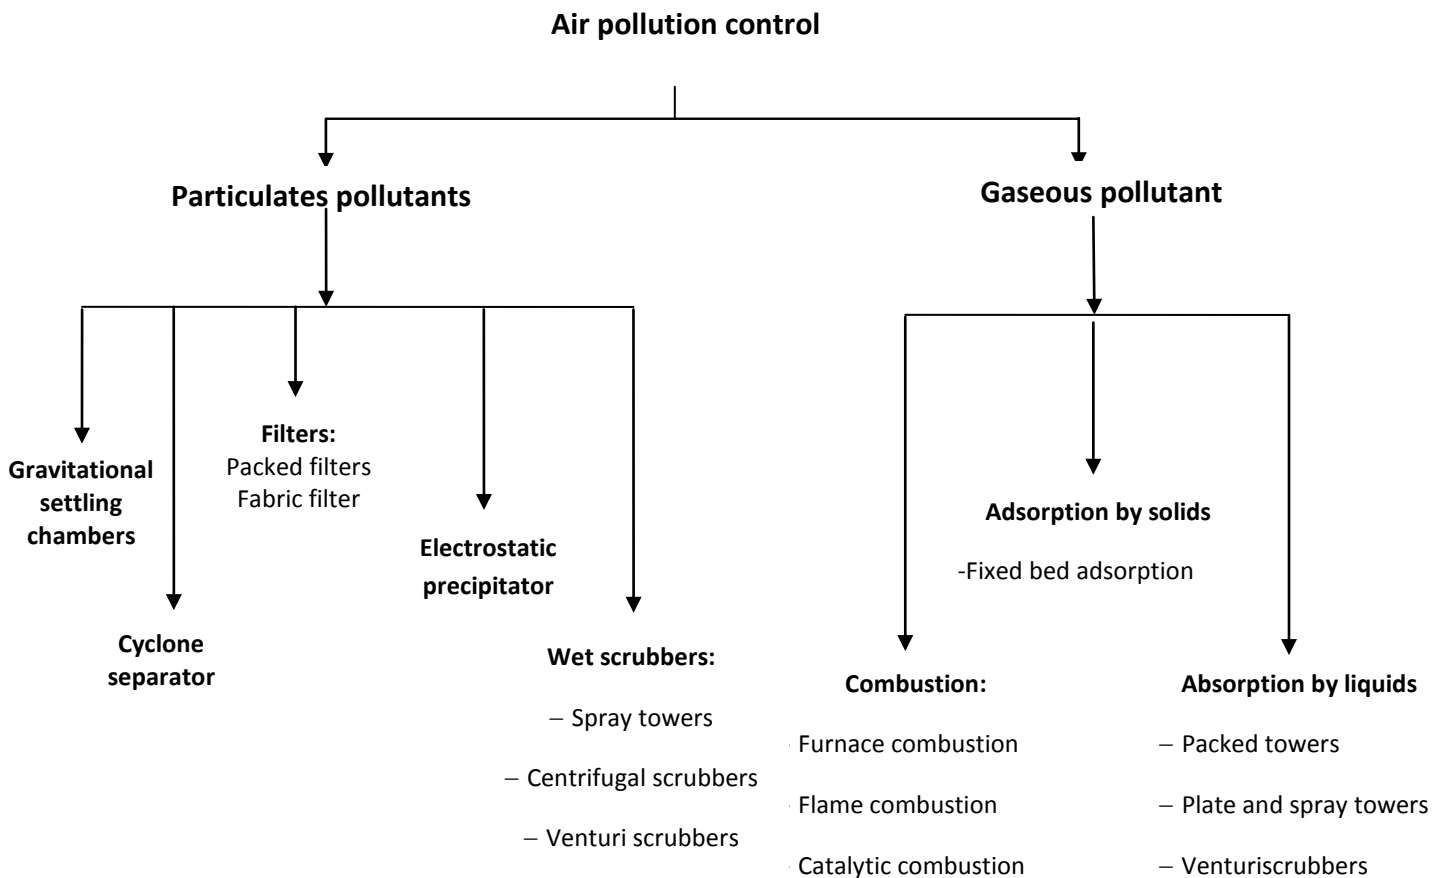 Air pollution control
Particulates pollutants
Gaseous pollutant
Gravitational
settling
chambers
Cyclone
separator
Filters:
Packed filters
Fabric filter
Electrostatic
precipitator
Wet scrubbers:
– Spray towers
– Centrifugal scrubbers
– Venturi scrubbers
Combustion:
Furnace combustion
Flame combustion
Catalytic combustion
Adsorption by solids
-Fixed bed adsorption
Absorption by liquids
– Packed towers
– Plate and spray towers
– Venturiscrubbers